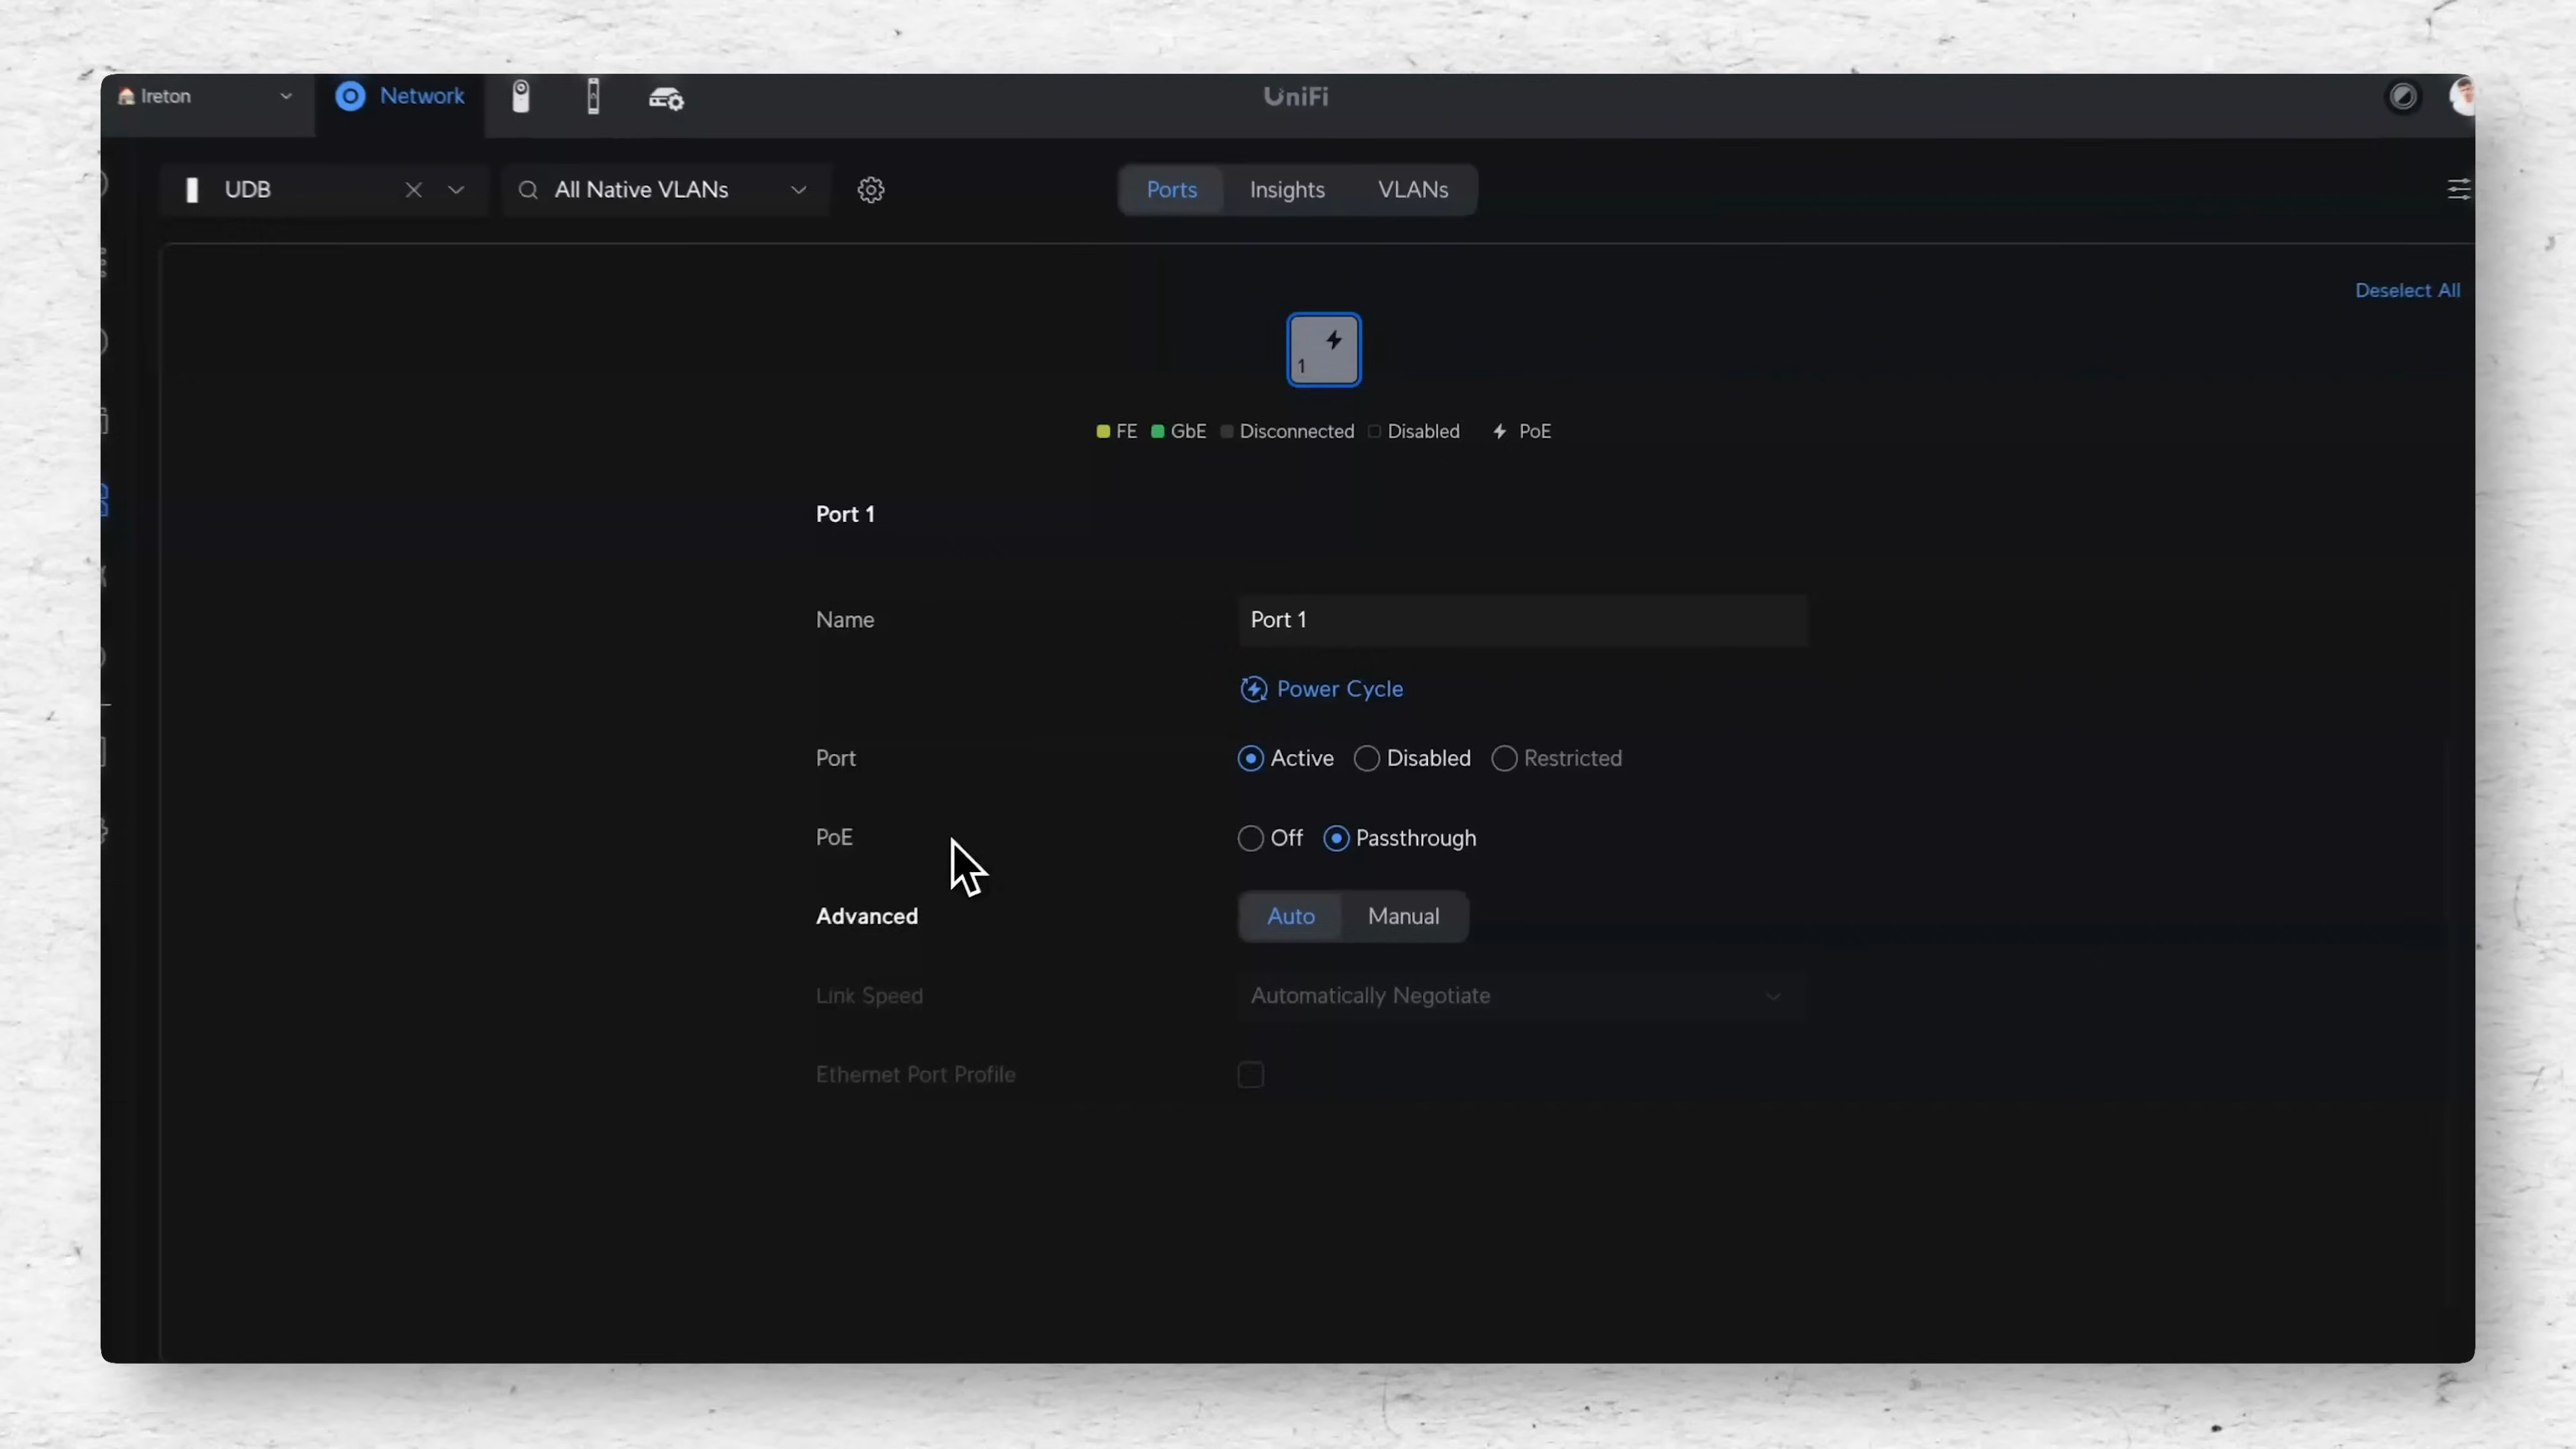 Ireton
Network
UniFi
UDB
All Native VLANs
Ports
Insights
VLANs
Deselect All
1
FE
GbE
Disconnected
Disabled
PoE
Port 1
Name
Port 1
Power Cycle
Port
Active
Disabled
Restricted
PoE
Off
Passthrough
Advanced
Auto
Manual
Link Speed
Automatically Negotiate
Ethernet Port Profile